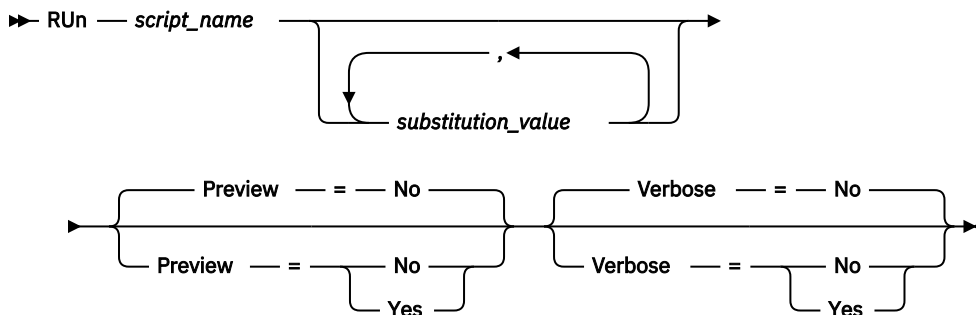 RUn script_name
,
substitution_value
Preview = No Verbose = No
Preview = No Verbose = No
Yes Yes